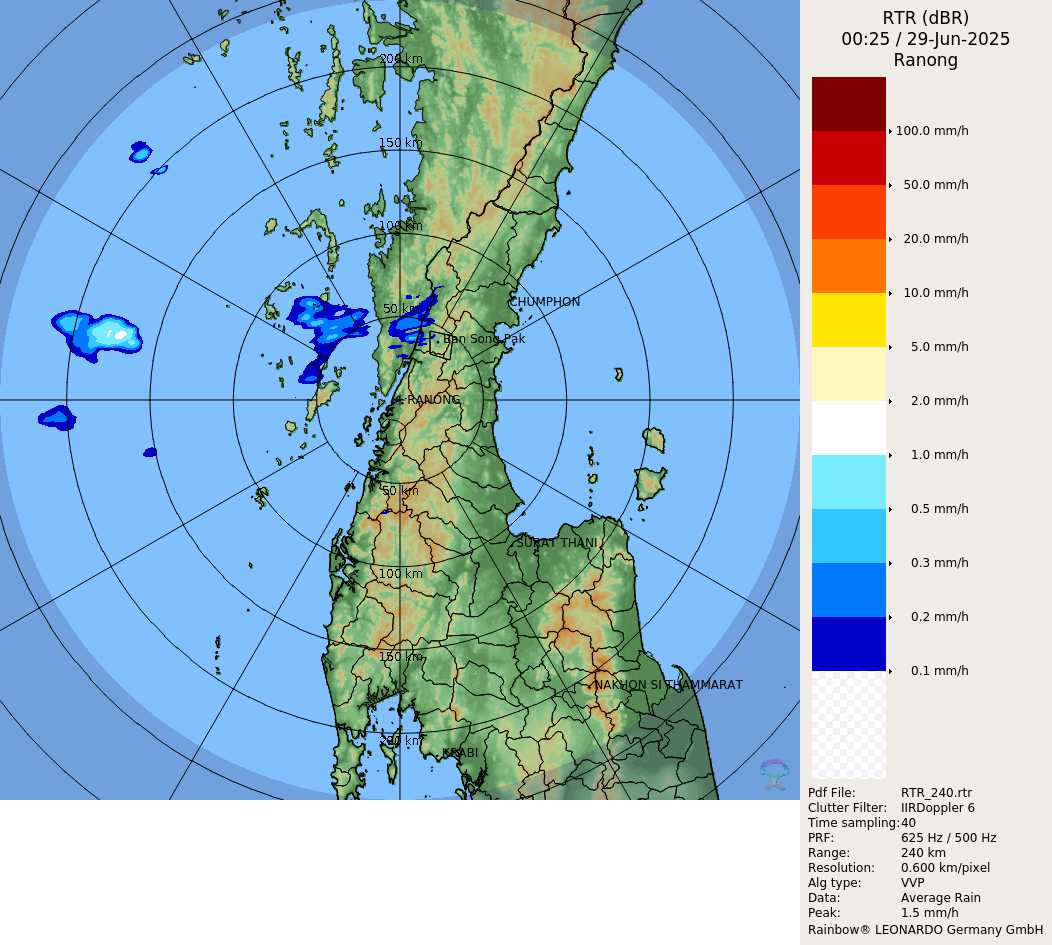 RTR (dBR)
00:25 / 29-Jun-2025
Ranong
200 km
150 km
100 km
50 km
CHUMPHON
Ban Song Pak
RANONG
50 km
SURAT THANI
100 km
150 km
NAKHON SI THAMMARAT
200 km
KRABI
100.0 mm/h
50.0 mm/h
20.0 mm/h
10.0 mm/h
5.0 mm/h
2.0 mm/h
1.0 mm/h
0.5 mm/h
0.3 mm/h
0.2 mm/h
0.1 mm/h
Pdf File: RTR_240.rtr
Clutter Filter: IIRDoppler 6
Time sampling:40
PRF: 625 Hz / 500 Hz
Range: 240 km
Resolution: 0.600 km/pixel
Alg type: VVP
Data: Average Rain
Peak: 1.5 mm/h
Rainbow® LEONARDO Germany GmbH